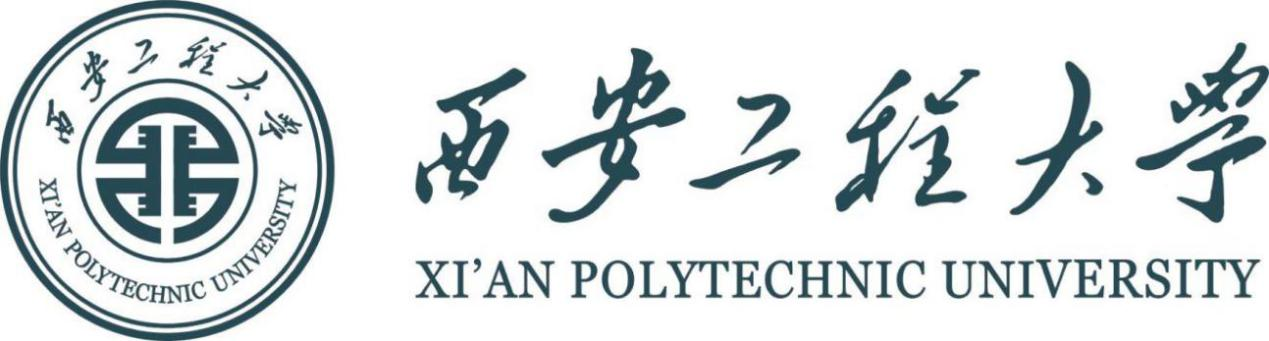 西安工程大学
XI'AN POLYTECHNIC UNIVERSITY
西安工程大学
XI’AN POLYTECHNIC UNIVERSITY